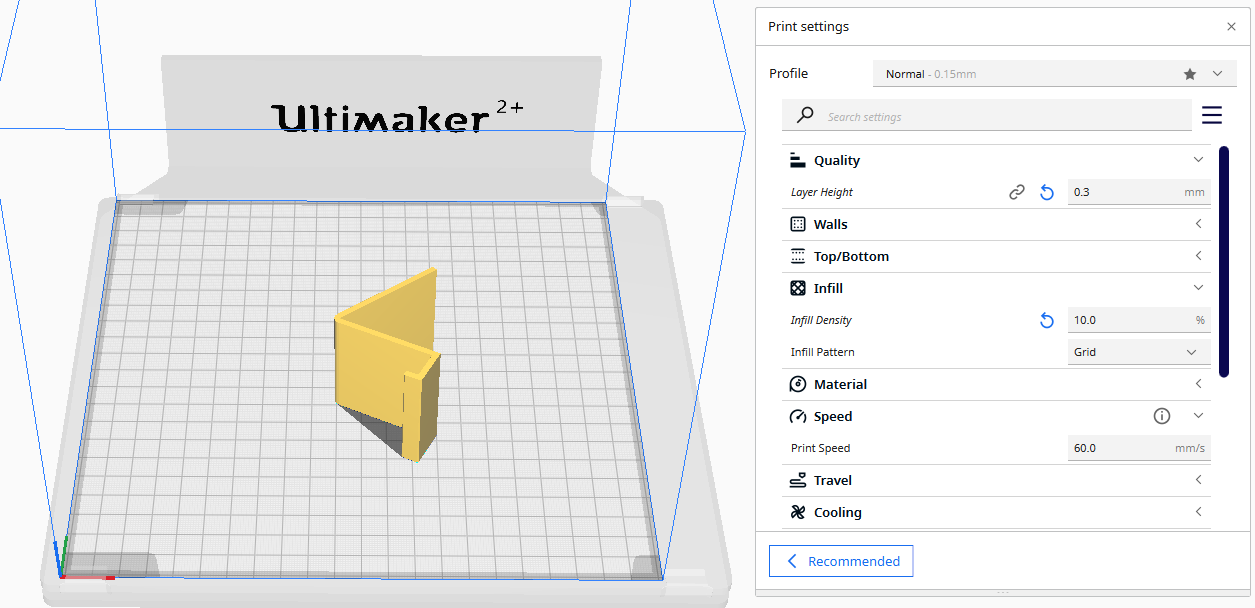 Ultimaker 2+
Print settings
Profile
Normal - 0.15mm
Search settings
Quality
Layer Height
0.3 mm
Walls
Top/Bottom
Infill
Infill Density
10.0 %
Infill Pattern
Grid
Material
Speed
Print Speed
60.0 mm/s
Travel
Cooling
Recommended